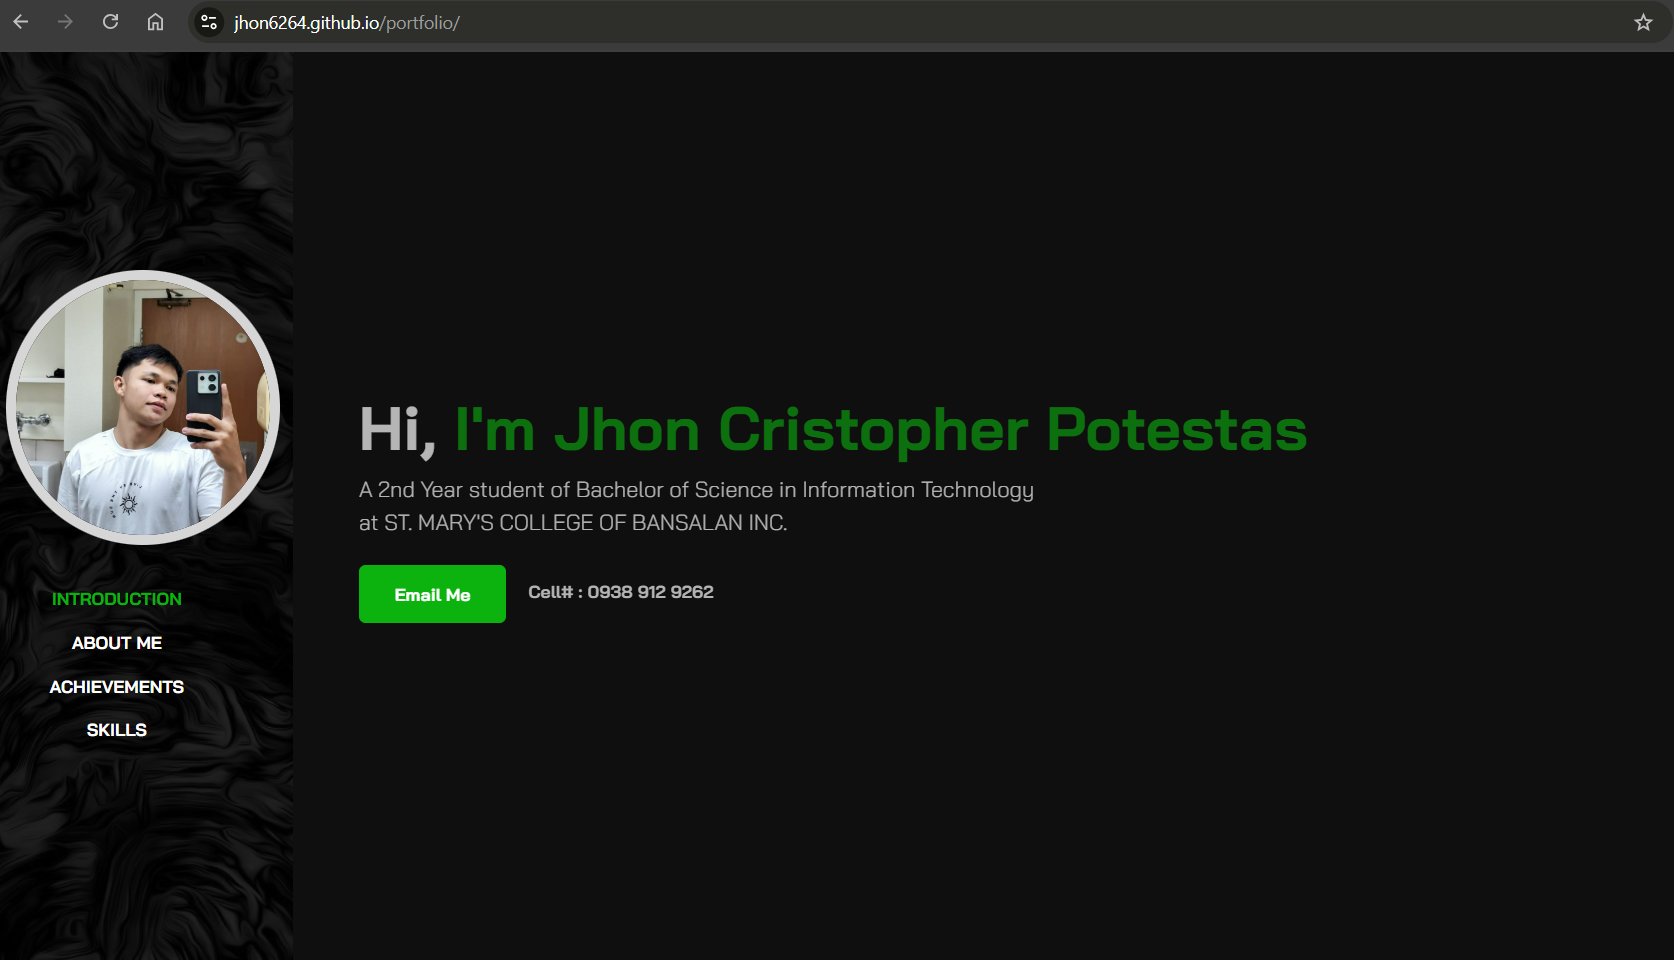 jhon6264.github.io/portfolio/
INTRODUCTION
ABOUT ME
ACHIEVEMENTS
SKILLS
Hi, I'm Jhon Cristopher Potestas
A 2nd Year student of Bachelor of Science in Information Technology
at ST. MARY'S COLLEGE OF BANSALAN INC.
Email Me
Cell# : 0938 912 9262